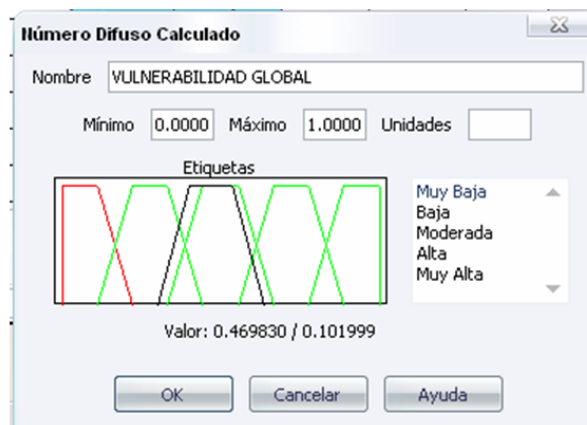 Número Difuso Calculado
Nombre VULNERABILIDAD GLOBAL
Mínimo 0.0000 Máximo 1.0000 Unidades
Etiquetas
Muy Baja
Baja
Moderada
Alta
Muy Alta
Valor: 0.469830 / 0.101999
OK Cancelar Ayuda